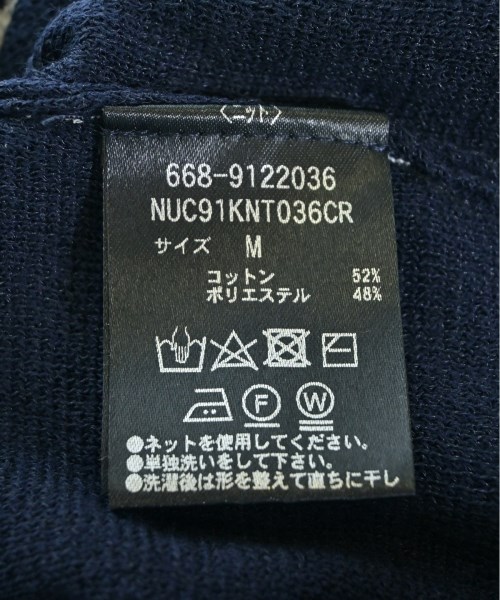 〈ニット〉
668-9122036
NUC91KNT036CR
サイズ M
コットン 52%
ポリエステル 48%
F W
●ネットを使用してください。
●単独洗いをして下さい。
●洗濯後は形を整えて直ちに干し